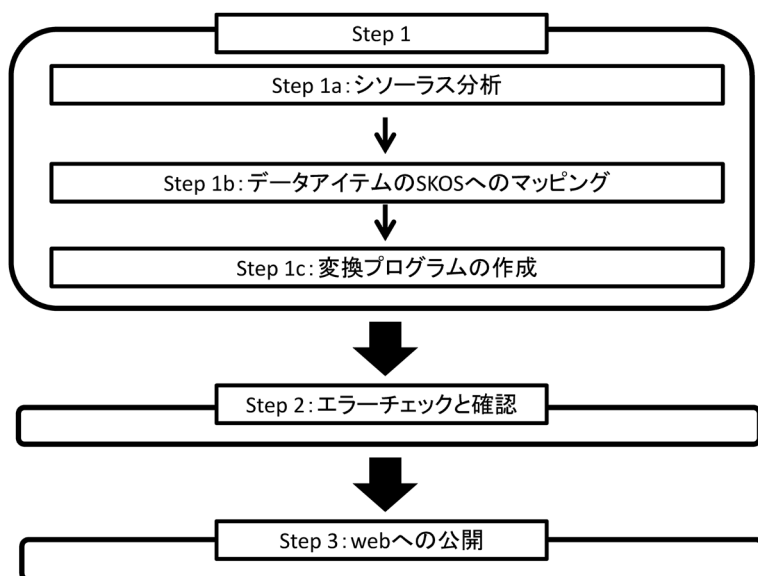 Step 1
Step 1a：シソーラス分析
Step 1b：データアイテムのSKOSへのマッピング
Step 1c：変換プログラムの作成
Step 2：エラーチェックと確認
Step 3：webへの公開